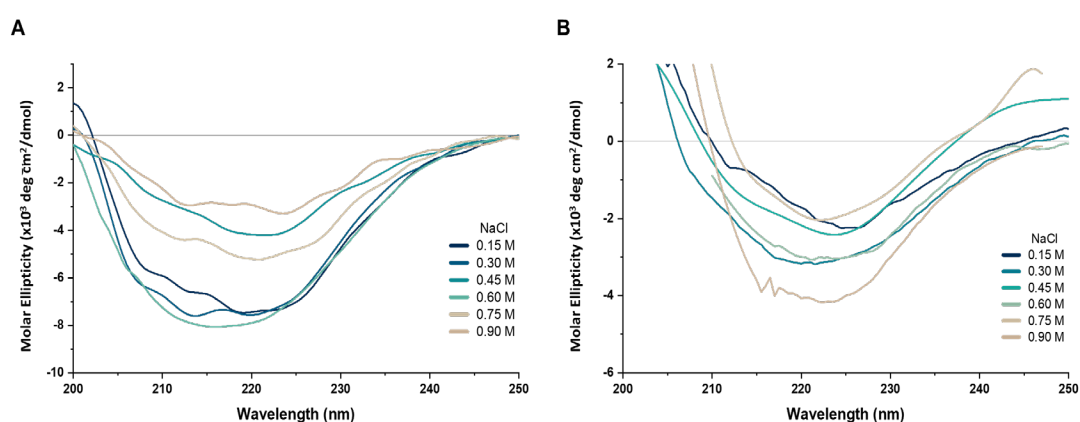 A
Molar Ellipticity (x10³ deg cm²/dmol)
2
0
-2
-4
-6
-8
-10
200
210
220
230
240
250
Wavelength (nm)
NaCl
0.15 M
0.30 M
0.45 M
0.60 M
0.75 M
0.90 M
B
Molar Ellipticity (x10³ deg cm²/dmol)
2
0
-2
-4
-6
200
210
220
230
240
250
Wavelength (nm)
NaCl
0.15 M
0.30 M
0.45 M
0.60 M
0.75 M
0.90 M